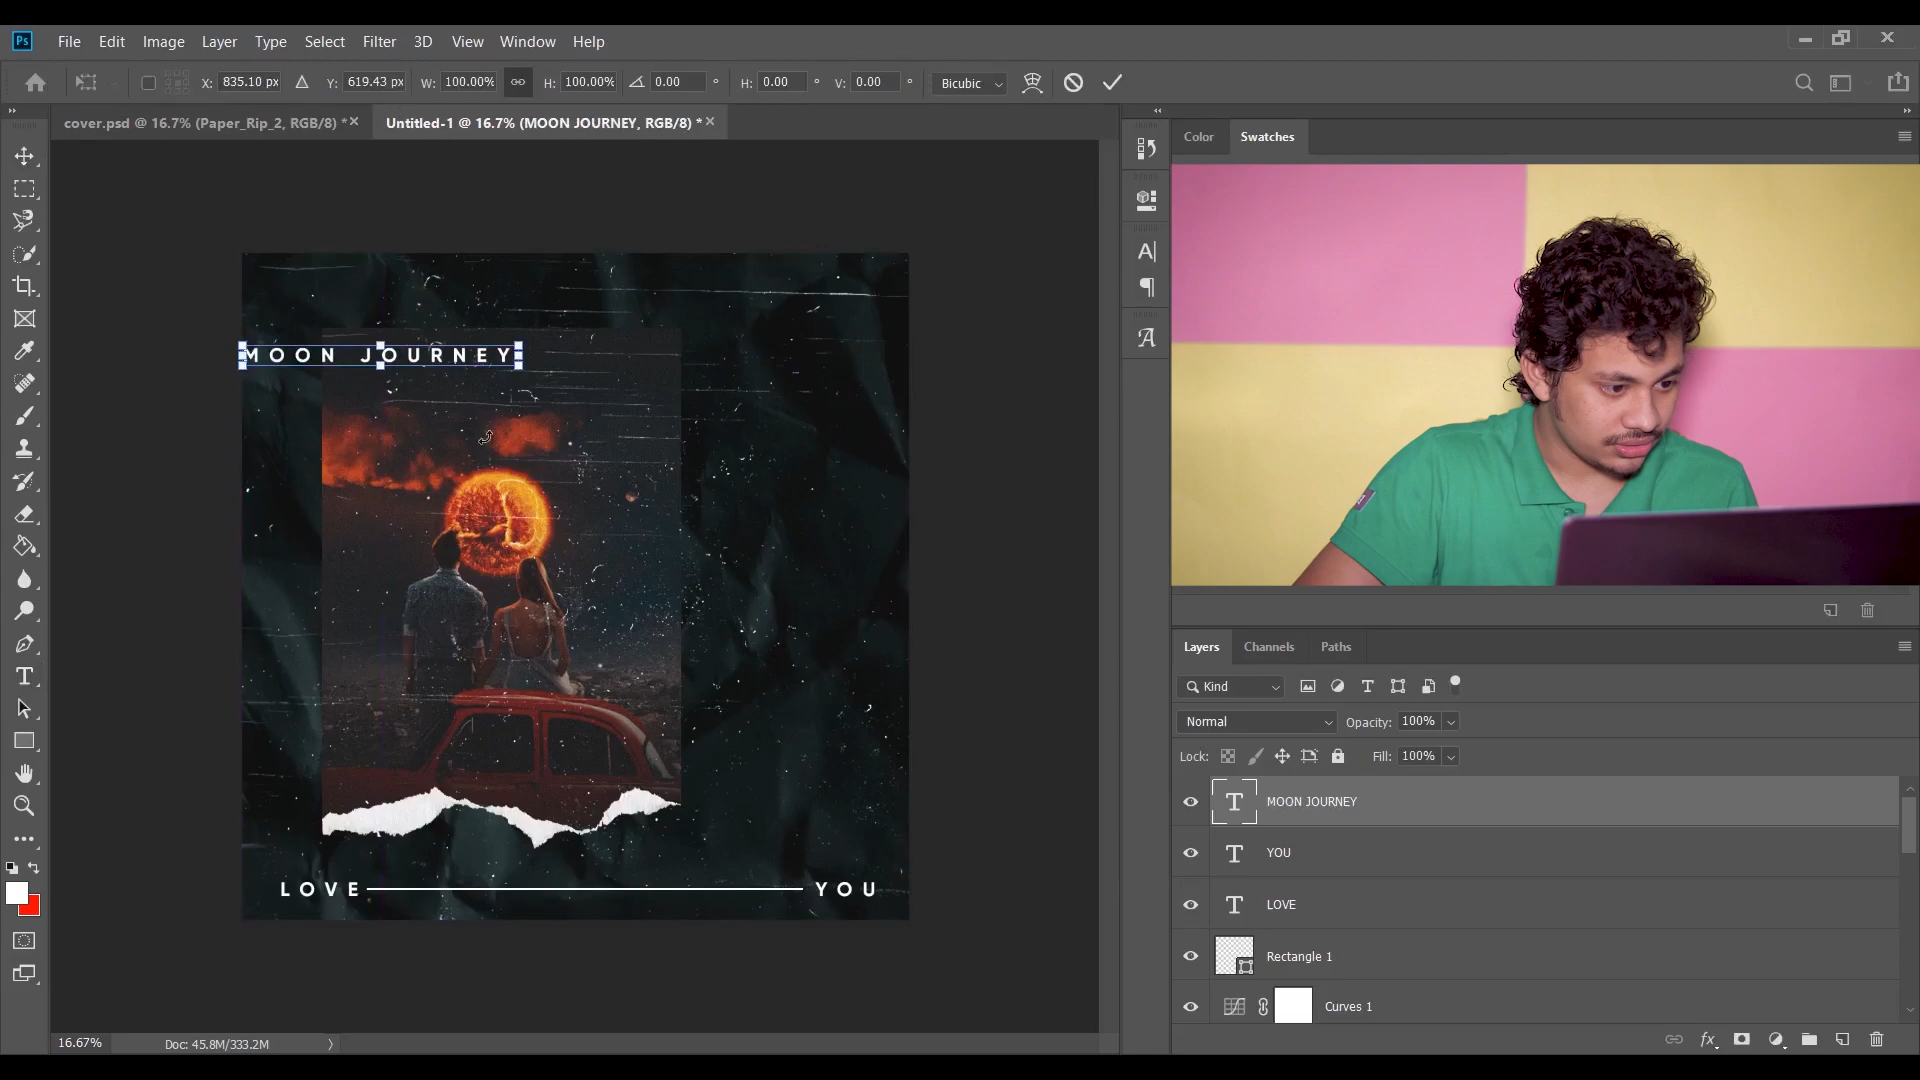 Ps File Edit Image Layer Type Select Filter 3D View Window Help
X: 835.10 px Y: 619.43 px W: 100.00% H: 100.00% 0.00 ° H: 0.00 ° V: 0.00 ° Bicubic
cover.psd @ 16.7% (Paper_Rip_2, RGB/8) * Untitled-1 @ 16.7% (MOON JOURNEY, RGB/8) *
Color Swatches
MOON JOURNEY
LOVE YOU
Layers Channels Paths
Kind
Normal Opacity: 100%
Lock: Fill: 100%
MOON JOURNEY
YOU
LOVE
Rectangle 1
Curves 1
16.67% Doc: 45.8M/333.2M